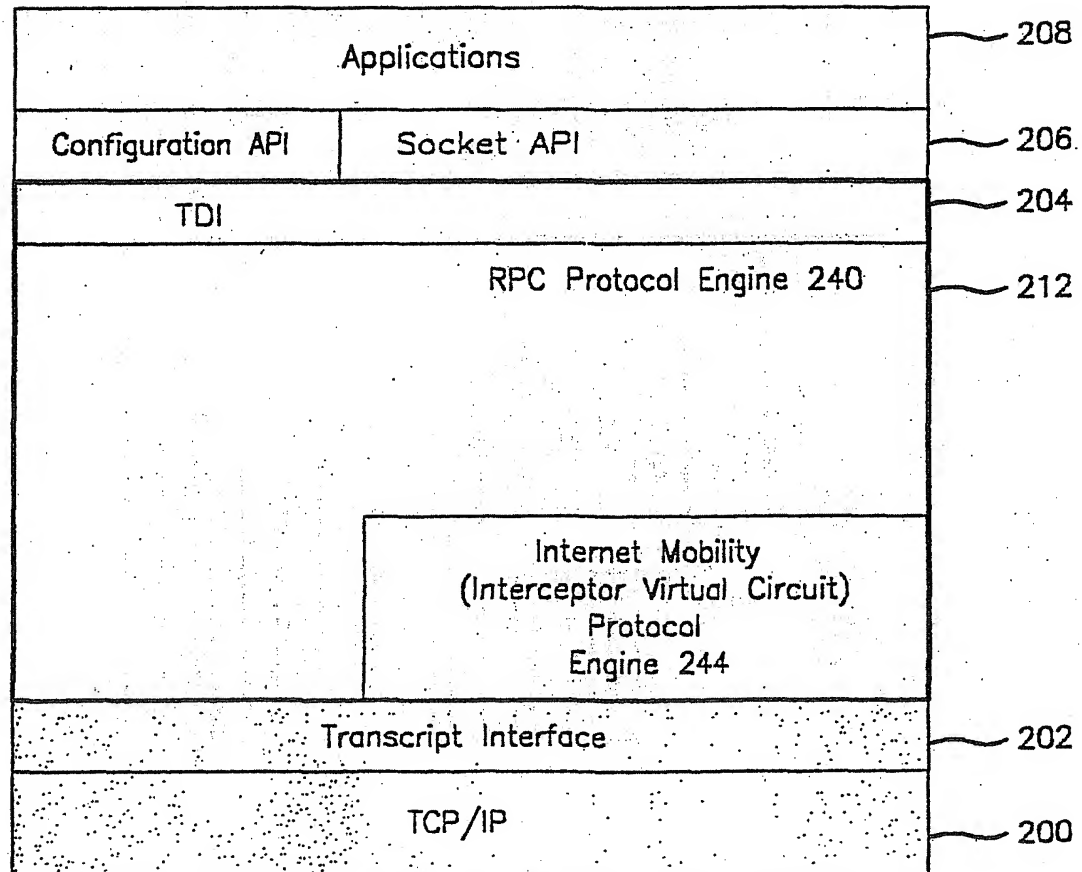 Applications 208
Configuration API Socket API 206
TDI 204
RPC Protocol Engine 240 212
Internet Mobility
(Interceptor Virtual Circuit)
Protocol
Engine 244
Transcript Interface 202
TCP/IP 200